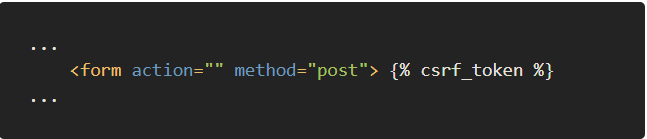 ...
<form action="" method="post"> {% csrf_token %}
...